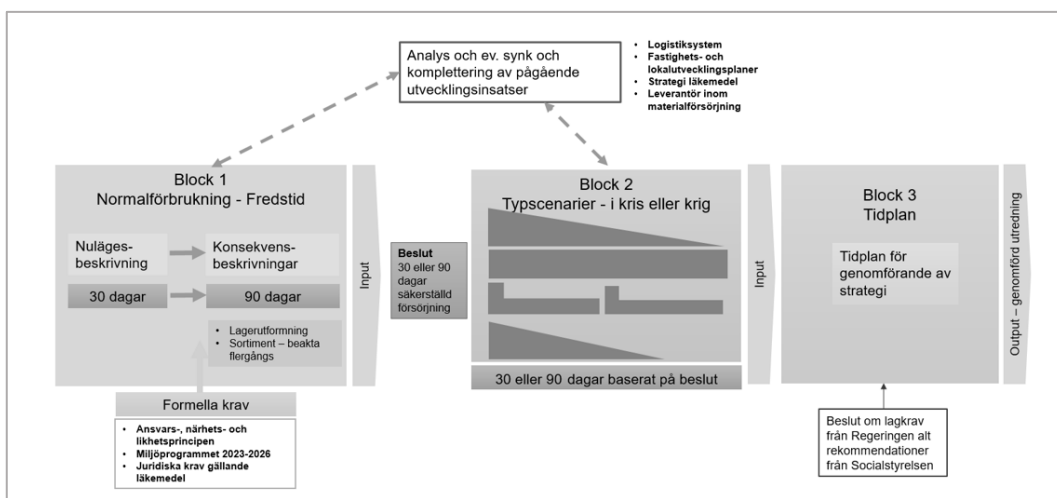 Analys och ev. synk och
komplettering av pågående
utvecklingsinsatser
• Logistiksystem
• Fastighets- och
lokalutvecklingsplaner
• Strategi läkemedel
• Leverantör inom
materialförsörjning
Block 1
Normalförbrukning - Fredstid
Nuläges-
beskrivning
Konsekvens-
beskrivningar
30 dagar
90 dagar
• Lagerutformning
• Sortiment – beakta
flergångs
Formella krav
• Ansvars-, närhets- och
likhetsprincipen
• Miljöprogrammet 2023-2026
• Juridiska krav gällande
läkemedel
Input
Beslut
30 eller 90
dagar
säkerställd
försörjning
Block 2
Typscenarier - i kris eller krig
30 eller 90 dagar baserat på beslut
Input
Block 3
Tidplan
Tidplan för
genomförande av
strategi
Beslut om lagkrav
från Regeringen alt
rekommendationer
från Socialstyrelsen
Output – genomförd utredning